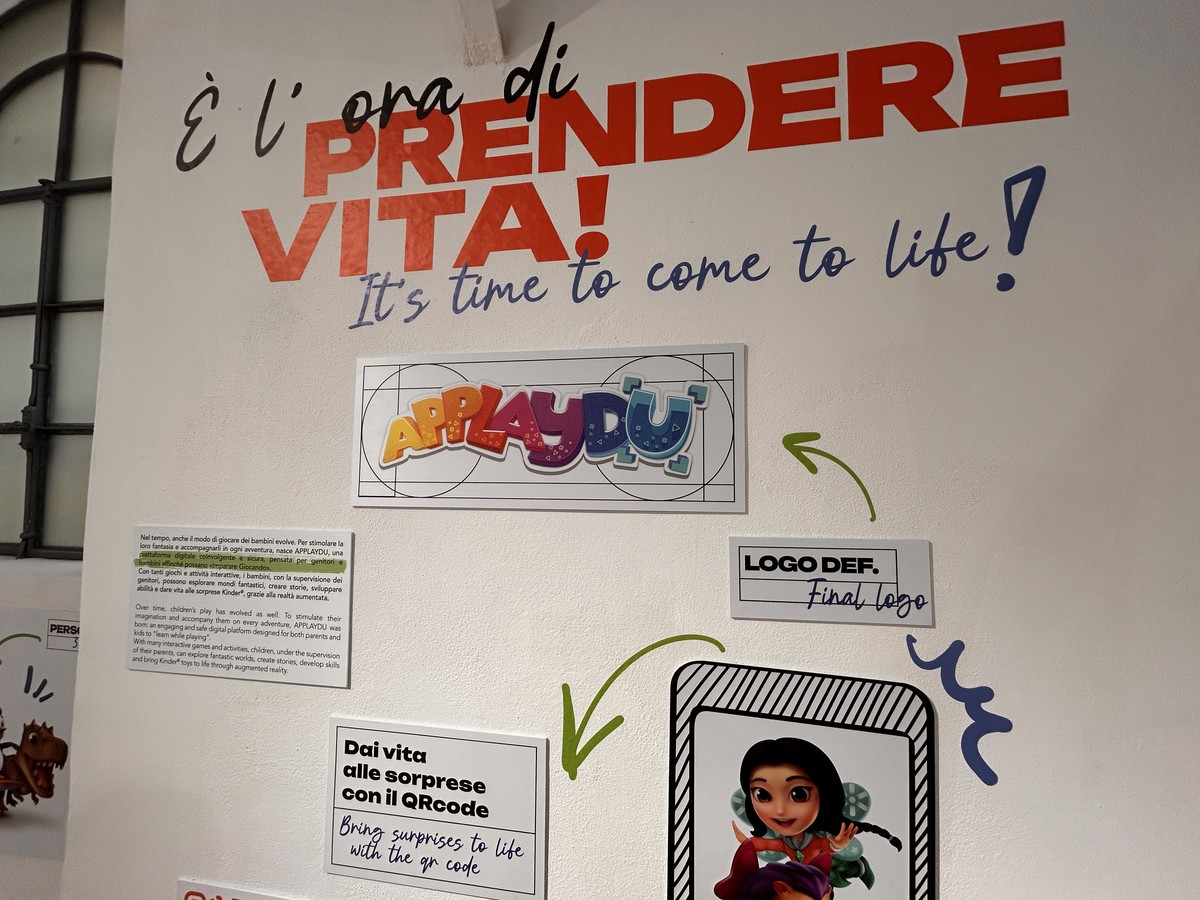 È l' ora di
PRENDERE
VITA!
It's time to come to life!
APPLAYDU
Nel tempo, anche il modo di giocare dei bambini evolve. Per stimolare la
loro fantasia e accompagnarli in ogni avventura, nasce APPLAYDU, una
piattaforma digitale coinvolgente e sicura, pensata per genitori e
bambini affinché possano «Imparare Giocando».
Con tanti giochi e attività interattive, i bambini, con la supervisione dei
genitori, possono esplorare mondi fantastici, creare storie, sviluppare
abilità e dare vita alle sorprese Kinder®, grazie alla realtà aumentata.
Over time, children's play has evolved as well. To stimulate their
imagination and accompany them on every adventure, APPLAYDU was
born: an engaging and safe digital platform designed for both parents and
kids to "learn while playing".
With many interactive games and activities, children, under the supervision
of their parents, can explore fantastic worlds, create stories, develop skills
and bring Kinder® toys to life through augmented reality.
LOGO DEF.
Final logo
Dai vita
alle sorprese
con il QRcode
Bring surprises to life
with the qr code